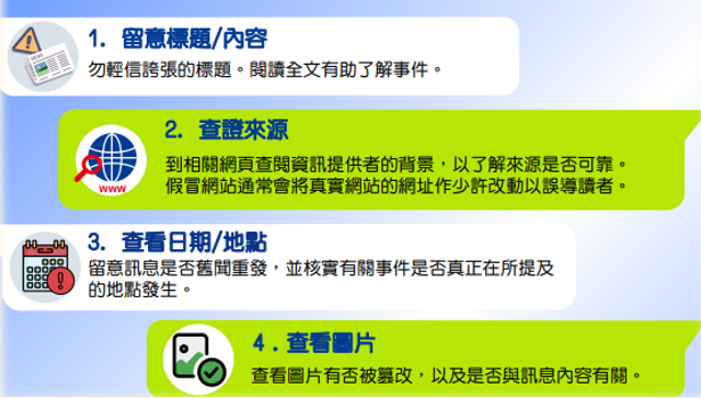 1. 留意標題/內容
勿輕信誇張的標題。閱讀全文有助了解事件。
2. 查證來源
到相關網頁查閱資訊提供者的背景，以了解來源是否可靠。
假冒網站通常會將真實網站的網址作少許改動以誤導讀者。
www
3. 查看日期/地點
留意訊息是否舊聞重發，並核實有關事件是否真正在所提及
的地點發生。
4．查看圖片
查看圖片有否被篡改，以及是否與訊息內容有關。